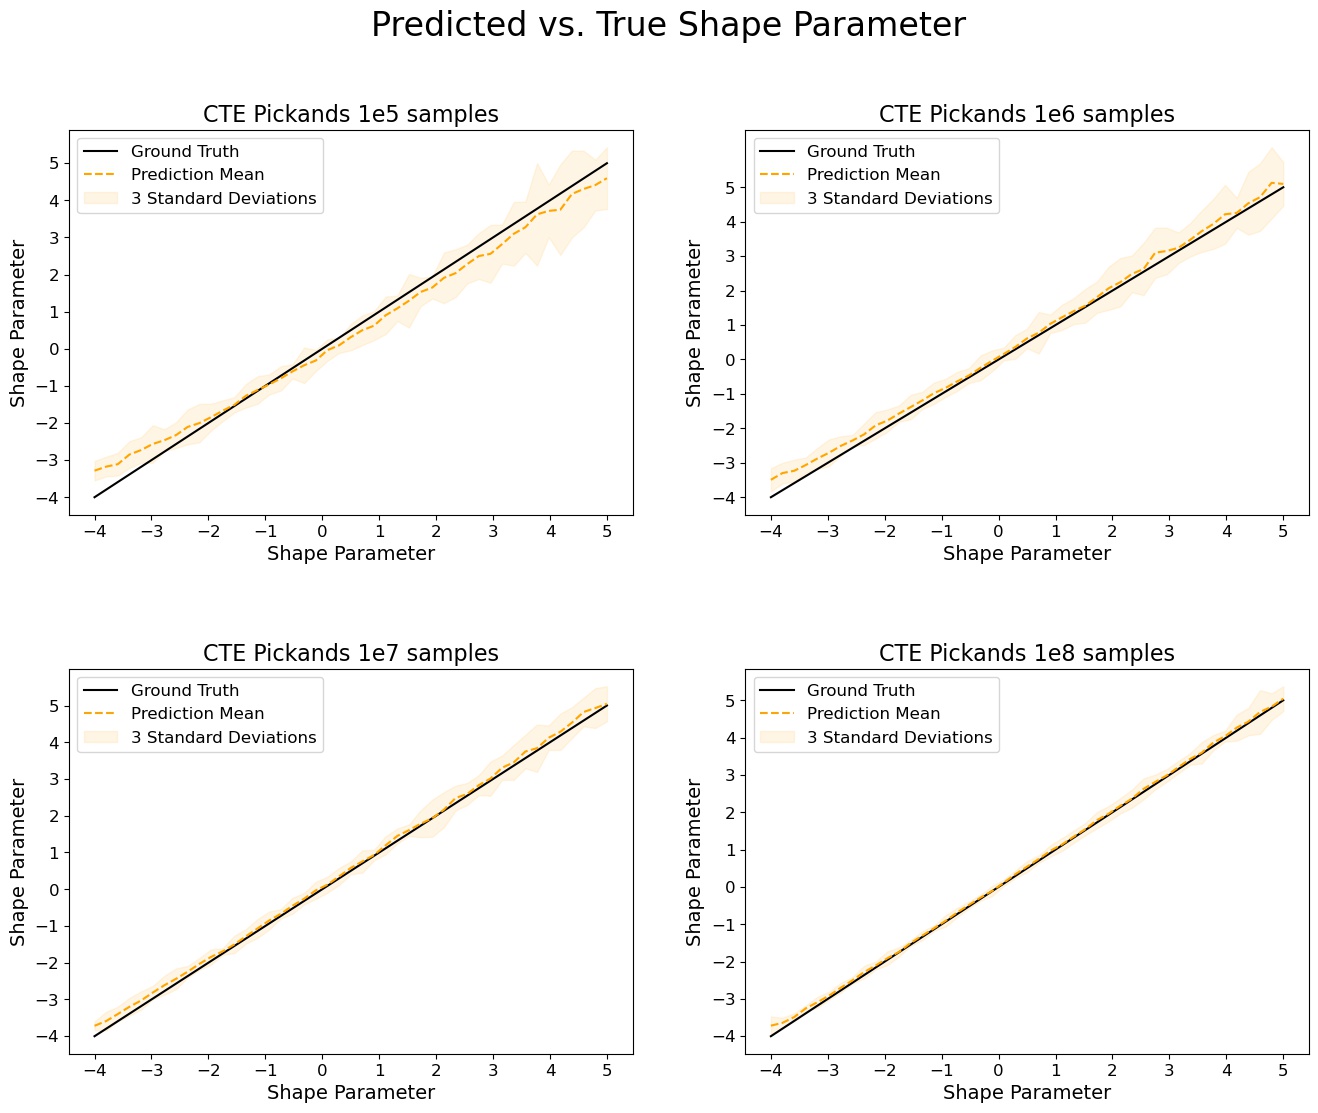 Predicted vs. True Shape Parameter
CTE Pickands 1e5 samples
Ground Truth
Prediction Mean
3 Standard Deviations
5
4
3
2
1
0
−1
−2
−3
−4
Shape Parameter
−4 −3 −2 −1 0 1 2 3 4 5
Shape Parameter
CTE Pickands 1e6 samples
Ground Truth
Prediction Mean
3 Standard Deviations
5
4
3
2
1
0
−1
−2
−3
−4
Shape Parameter
−4 −3 −2 −1 0 1 2 3 4 5
Shape Parameter
CTE Pickands 1e7 samples
Ground Truth
Prediction Mean
3 Standard Deviations
5
4
3
2
1
0
−1
−2
−3
−4
Shape Parameter
−4 −3 −2 −1 0 1 2 3 4 5
Shape Parameter
CTE Pickands 1e8 samples
Ground Truth
Prediction Mean
3 Standard Deviations
5
4
3
2
1
0
−1
−2
−3
−4
Shape Parameter
−4 −3 −2 −1 0 1 2 3 4 5
Shape Parameter